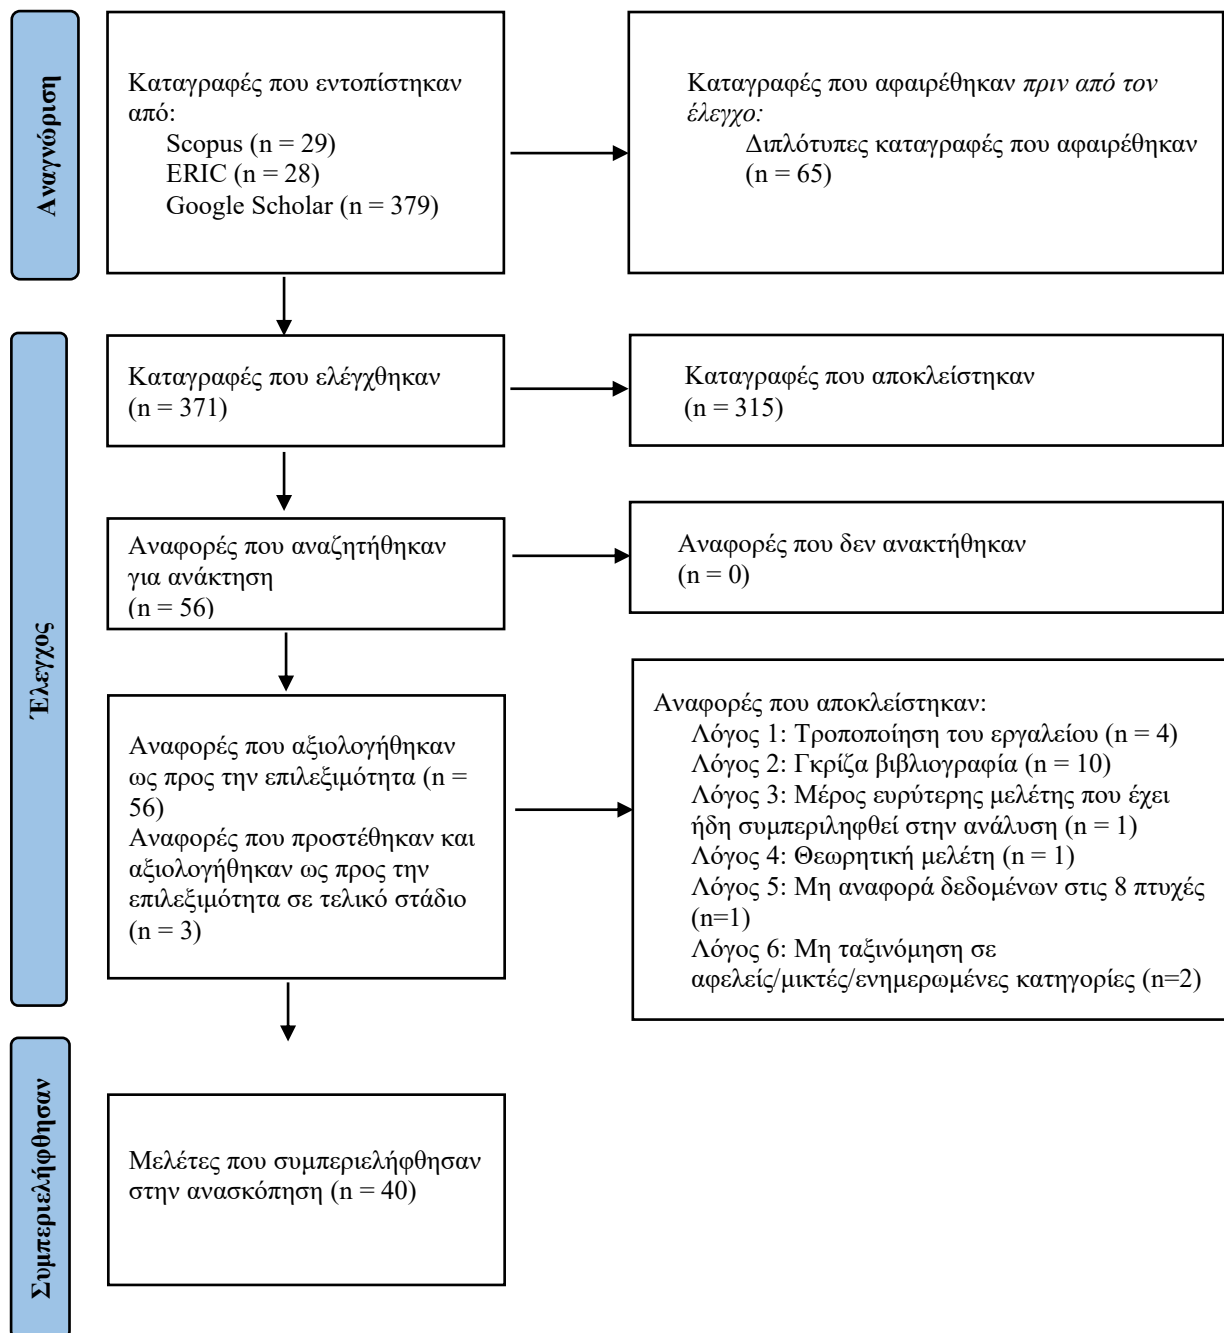 Αναγνώριση
Καταγραφές που εντοπίστηκαν
από:
Scopus (n = 29)
ERIC (n = 28)
Google Scholar (n = 379)
Καταγραφές που αφαιρέθηκαν πριν από τον
έλεγχο:
Διπλότυπες καταγραφές που αφαιρέθηκαν
(n = 65)
Έλεγχος
Καταγραφές που ελέγχθηκαν
(n = 371)
Καταγραφές που αποκλείστηκαν
(n = 315)
Αναφορές που αναζητήθηκαν
για ανάκτηση
(n = 56)
Αναφορές που δεν ανακτήθηκαν
(n = 0)
Αναφορές που αξιολογήθηκαν
ως προς την επιλεξιμότητα (n =
56)
Αναφορές που προστέθηκαν και
αξιολογήθηκαν ως προς την
επιλεξιμότητα σε τελικό στάδιο
(n = 3)
Αναφορές που αποκλείστηκαν:
Λόγος 1: Τροποποίηση του εργαλείου (n = 4)
Λόγος 2: Γκρίζα βιβλιογραφία (n = 10)
Λόγος 3: Μέρος ευρύτερης μελέτης που έχει
ήδη συμπεριληφθεί στην ανάλυση (n = 1)
Λόγος 4: Θεωρητική μελέτη (n = 1)
Λόγος 5: Μη αναφορά δεδομένων στις 8 πτυχές
(n=1)
Λόγος 6: Μη ταξινόμηση σε
αφελείς/μικτές/ενημερωμένες κατηγορίες (n=2)
Συμπεριελήφθησαν
Μελέτες που συμπεριελήφθησαν
στην ανασκόπηση (n = 40)